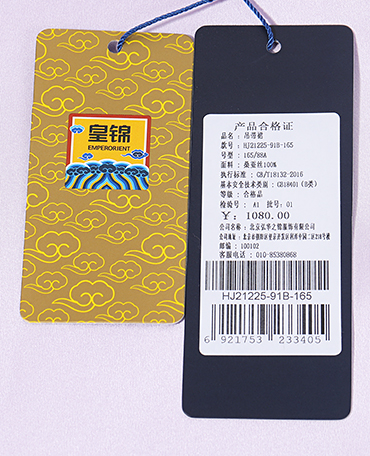 皇锦
EMPERORIENT
产品合格证
品名：吊带裙
款号：HJ21225-91B-165
号型：165/88A
面料：桑蚕丝100%
执行标准：GB/T18132-2016
基本安全技术类别：GB18401（B类）
等级：合格品
检验号： A1 批号：01
￥： 1080.00
公司名称：北京弘华之锦服饰有限公司
邮编：100102
客服电话：010-85380868
HJ21225-91B-165
6 921753 233405